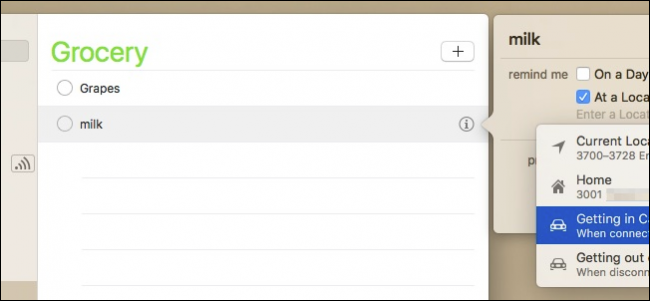 Grocery
+
Grapes
milk
milk
remind me
On a Day
At a Loca
Enter a Locat
Current Loca
3700–3728 En
Home
3001
Getting in C
When connect
Getting out o
When disconn